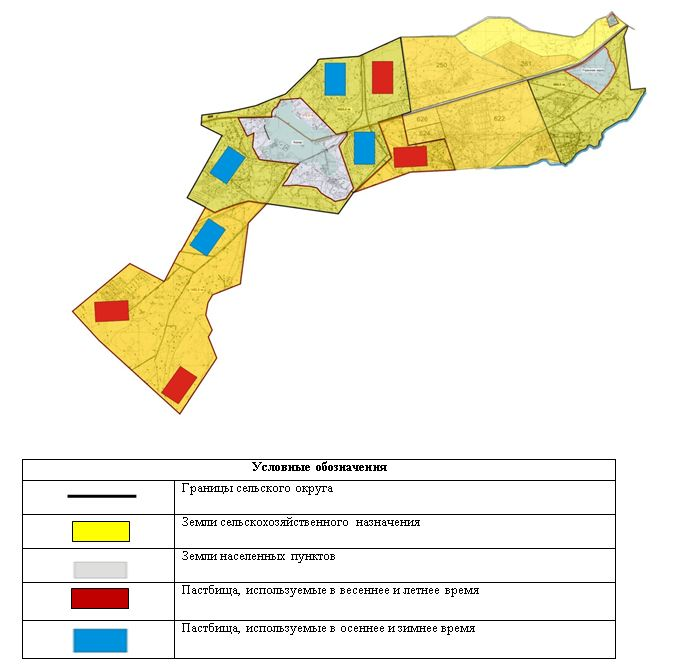 250
261
626
624
622
Условные обозначения
Границы сельского округа
Земли сельскохозяйственного назначения
Земли населенных пунктов
Пастбища, используемые в весеннее и летнее время
Пастбища, используемые в осеннее и зимнее время